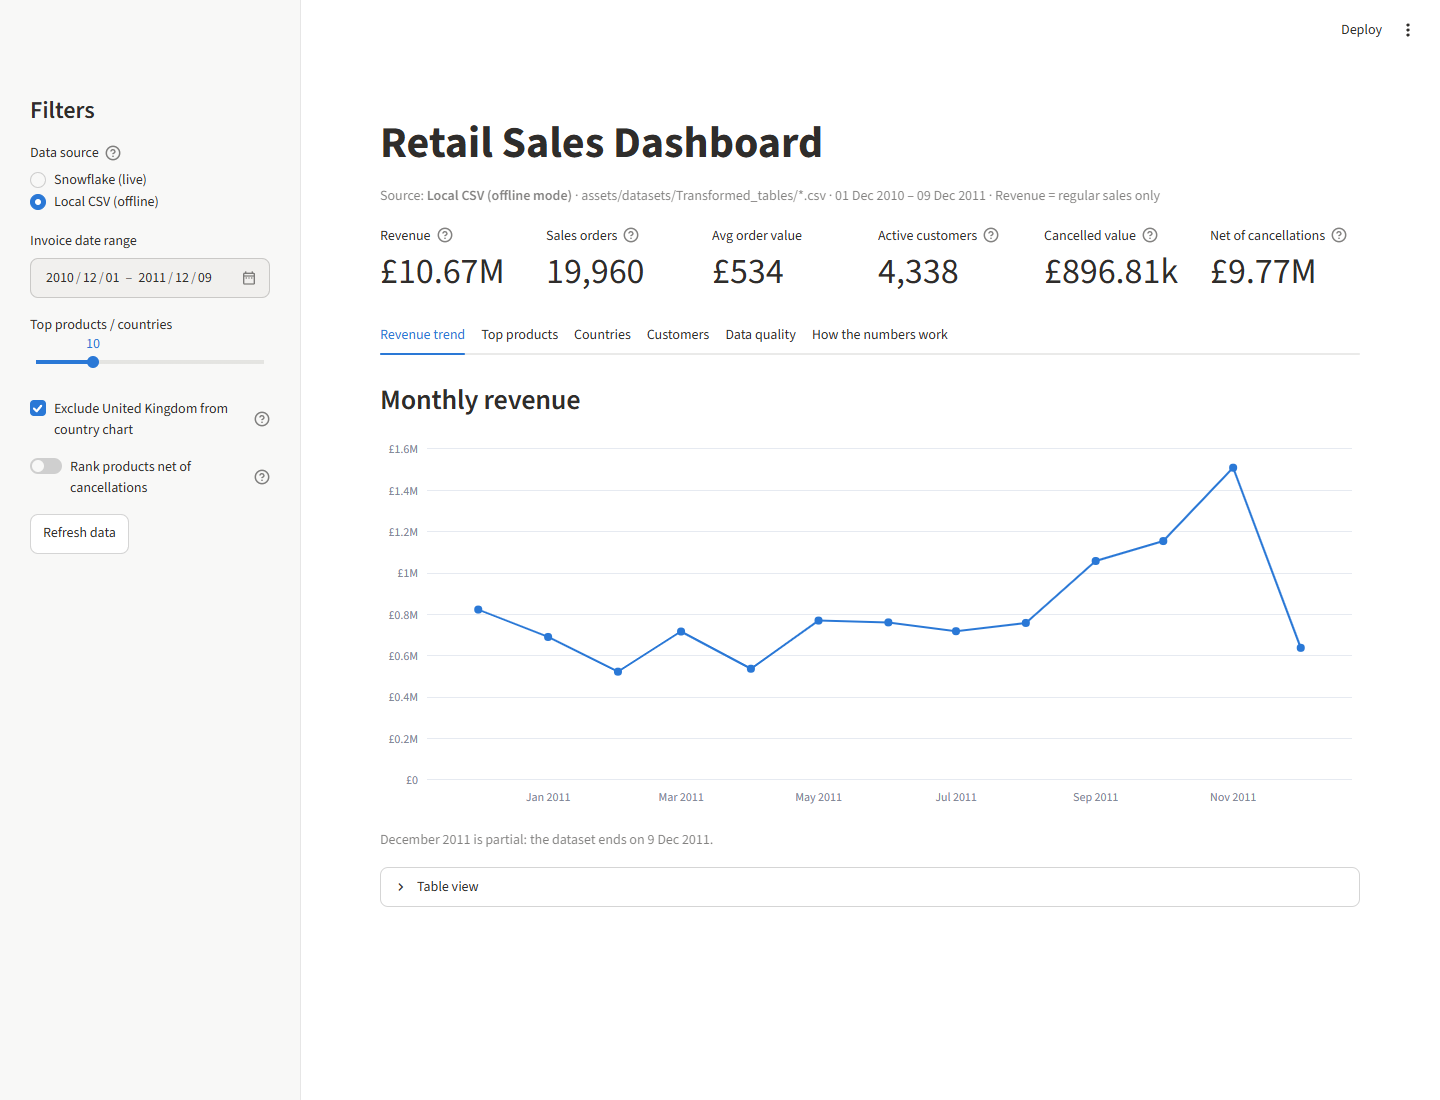 Deploy
Filters
Data source
Snowflake (live)
Local CSV (offline)
Invoice date range
2010/12/01 – 2011/12/09
Top products / countries
10
Exclude United Kingdom from
country chart
Rank products net of
cancellations
Refresh data
Retail Sales Dashboard
Source: Local CSV (offline mode) · assets/datasets/Transformed_tables/*.csv · 01 Dec 2010 – 09 Dec 2011 · Revenue = regular sales only
Revenue Sales orders Avg order value Active customers Cancelled value Net of cancellations
£10.67M 19,960 £534 4,338 £896.81k £9.77M
Revenue trend Top products Countries Customers Data quality How the numbers work
Monthly revenue
£1.6M
£1.4M
£1.2M
£1M
£0.8M
£0.6M
£0.4M
£0.2M
£0
Jan 2011 Mar 2011 May 2011 Jul 2011 Sep 2011 Nov 2011
December 2011 is partial: the dataset ends on 9 Dec 2011.
Table view